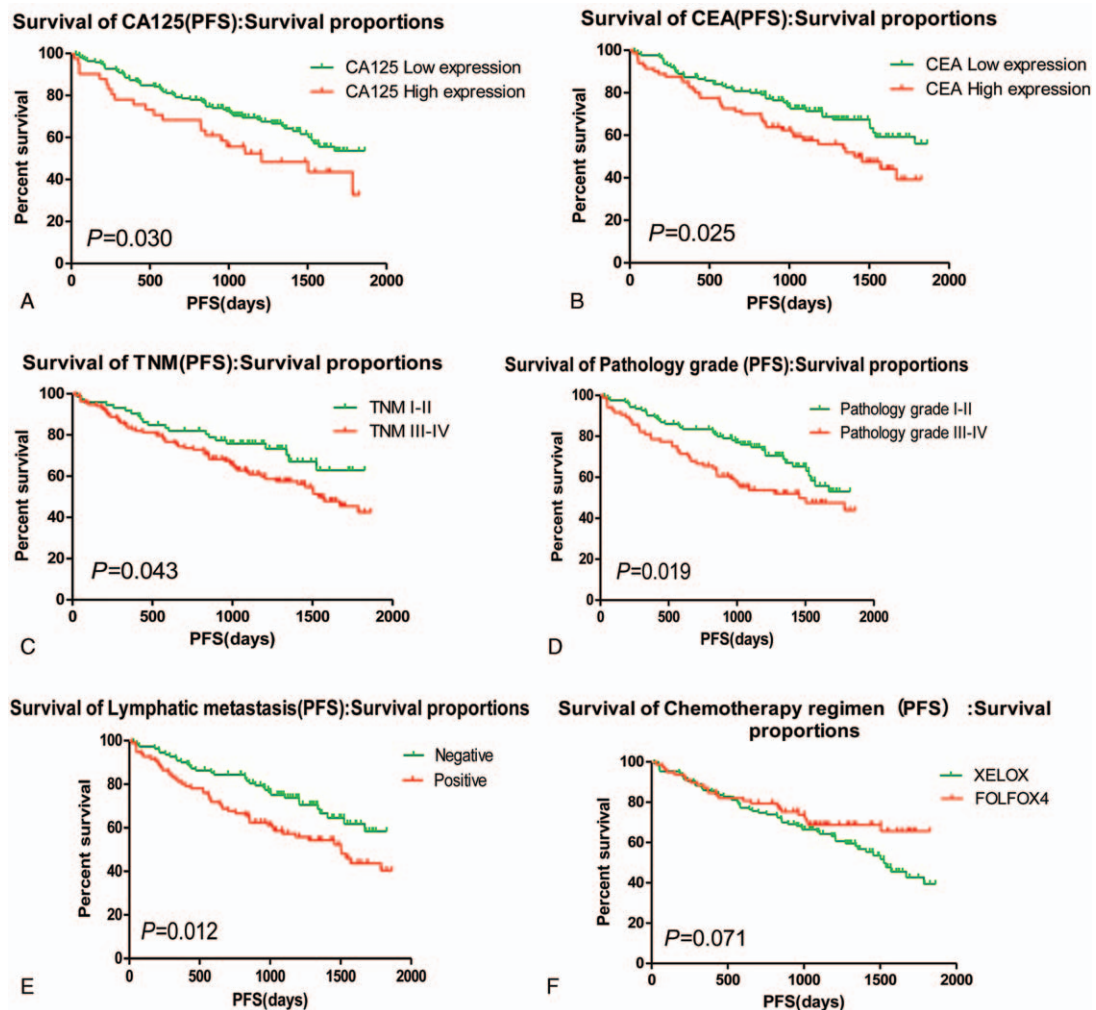 Survival of CA125(PFS):Survival proportions
100
80
60
40
20
0
0
500
1000
1500
2000
Percent survival
PFS(days)
CA125 Low expression
CA125 High expression
P=0.030
A
Survival of CEA(PFS):Survival proportions
100
80
60
40
20
0
0
500
1000
1500
2000
Percent survival
PFS(days)
CEA Low expression
CEA High expression
P=0.025
B
Survival of TNM(PFS):Survival proportions
100
80
60
40
20
0
0
500
1000
1500
2000
Percent survival
PFS(days)
TNM I-II
TNM III-IV
P=0.043
C
Survival of Pathology grade (PFS):Survival proportions
100
80
60
40
20
0
0
500
1000
1500
2000
Percent survival
PFS(days)
Pathology grade I-II
Pathology grade III-IV
P=0.019
D
Survival of Lymphatic metastasis(PFS):Survival proportions
100
80
60
40
20
0
0
500
1000
1500
2000
Percent survival
PFS(days)
Negative
Positive
P=0.012
E
Survival of Chemotherapy regimen (PFS) :Survival
proportions
100
80
60
40
20
0
0
500
1000
1500
2000
Percent survival
PFS(days)
XELOX
FOLFOX4
P=0.071
F